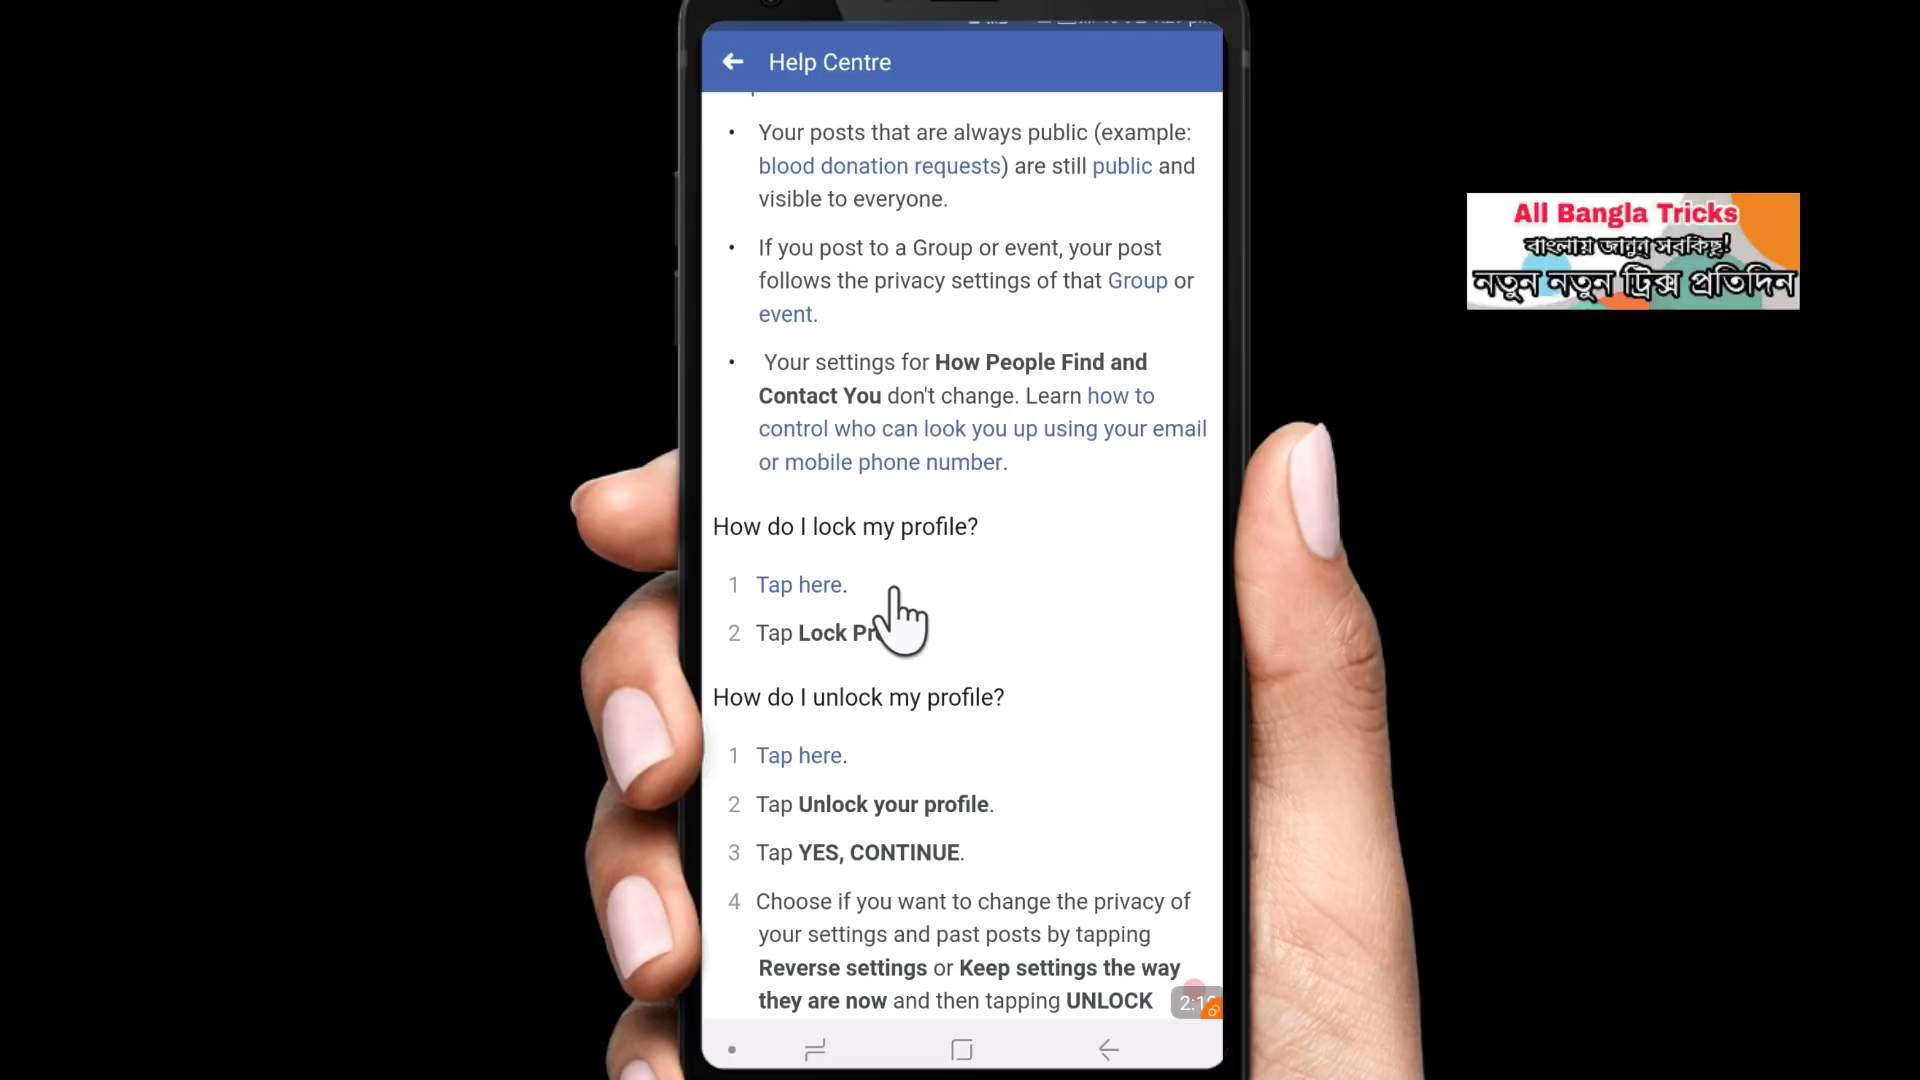 Help Centre
• Your posts that are always public (example:
blood donation requests) are still public and
visible to everyone.
• If you post to a Group or event, your post
follows the privacy settings of that Group or
event.
• Your settings for How People Find and
Contact You don't change. Learn how to
control who can look you up using your email
or mobile phone number.
How do I lock my profile?
1 Tap here.
2 Tap Lock
How do I unlock my profile?
1 Tap here.
2 Tap Unlock your profile.
3 Tap YES, CONTINUE.
4 Choose if you want to change the privacy of
your settings and past posts by tapping
Reverse settings or Keep settings the way
they are now and then tapping UNLOCK
All Bangla Tricks
বাংলায় জানুন সবকিছু!
নতুন নতুন ট্রিক্স প্রতিদিন